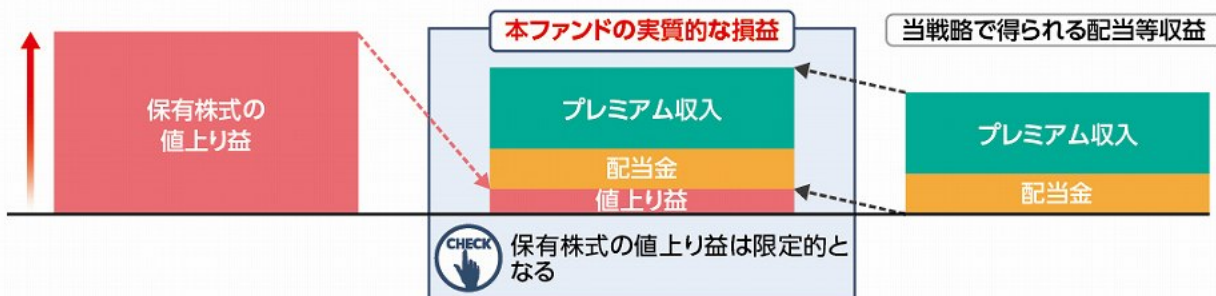 保有株式の
値上り益
本ファンドの実質的な損益
プレミアム収入
配当金
値上り益
CHECK
保有株式の値上り益は限定的と
なる
当戦略で得られる配当等収益
プレミアム収入
配当金